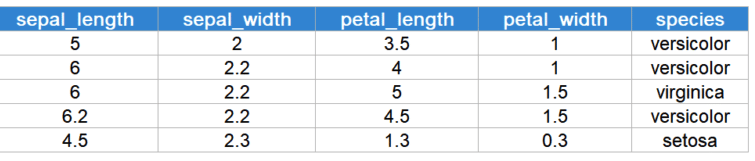 sepal_length sepal_width petal_length petal_width species
5 2 3.5 1 versicolor
6 2.2 4 1 versicolor
6 2.2 5 1.5 virginica
6.2 2.2 4.5 1.5 versicolor
4.5 2.3 1.3 0.3 setosa